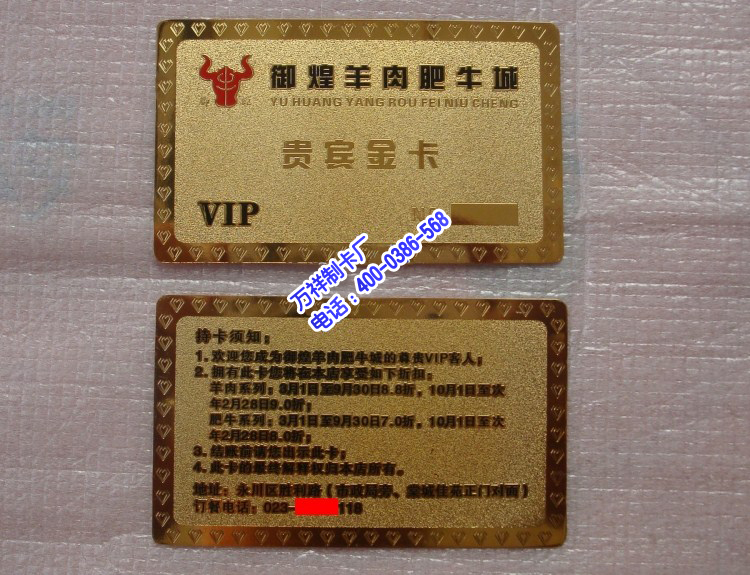 御煌羊肉肥牛城
YU HUANG YANG ROU FEI NIU CHENG
贵宾金卡
VIP
万祥制卡厂
电话：400-0386-568
持卡须知：
1、欢迎您成为御煌羊肉肥牛城的尊贵VIP客人；
2、拥有此卡您将在本店享受如下折扣：
羊肉系列：3月1日至9月30日8.8折，10月1日至次
年2月28日9.0折；
肥牛系列：3月1日至9月30日7.0折，10月1日至次
年2月28日8.0折；
3、结账前请您出示此卡；
4、此卡的最终解释权归本店所有。
地址：永川区胜利路（市政局旁、棠城佳苑正门对面）
订餐电话：023-
118